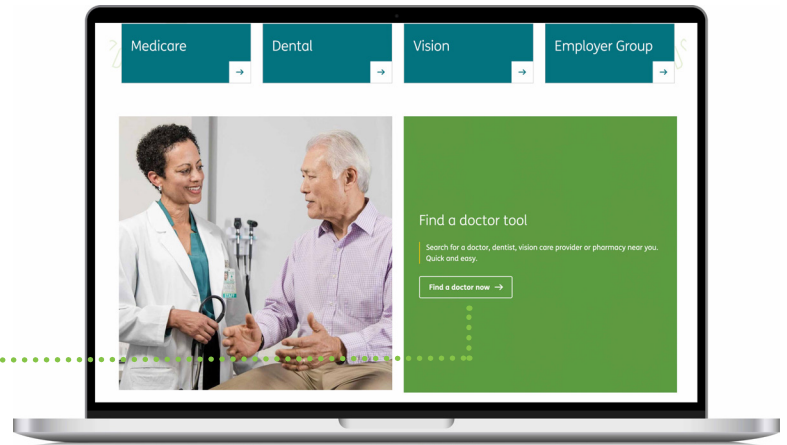 Medicare
Dental
Vision
Employer Group
Find a doctor tool
Search for a doctor, dentist, vision care provider or pharmacy near you.
Quick and easy.
Find a doctor now →